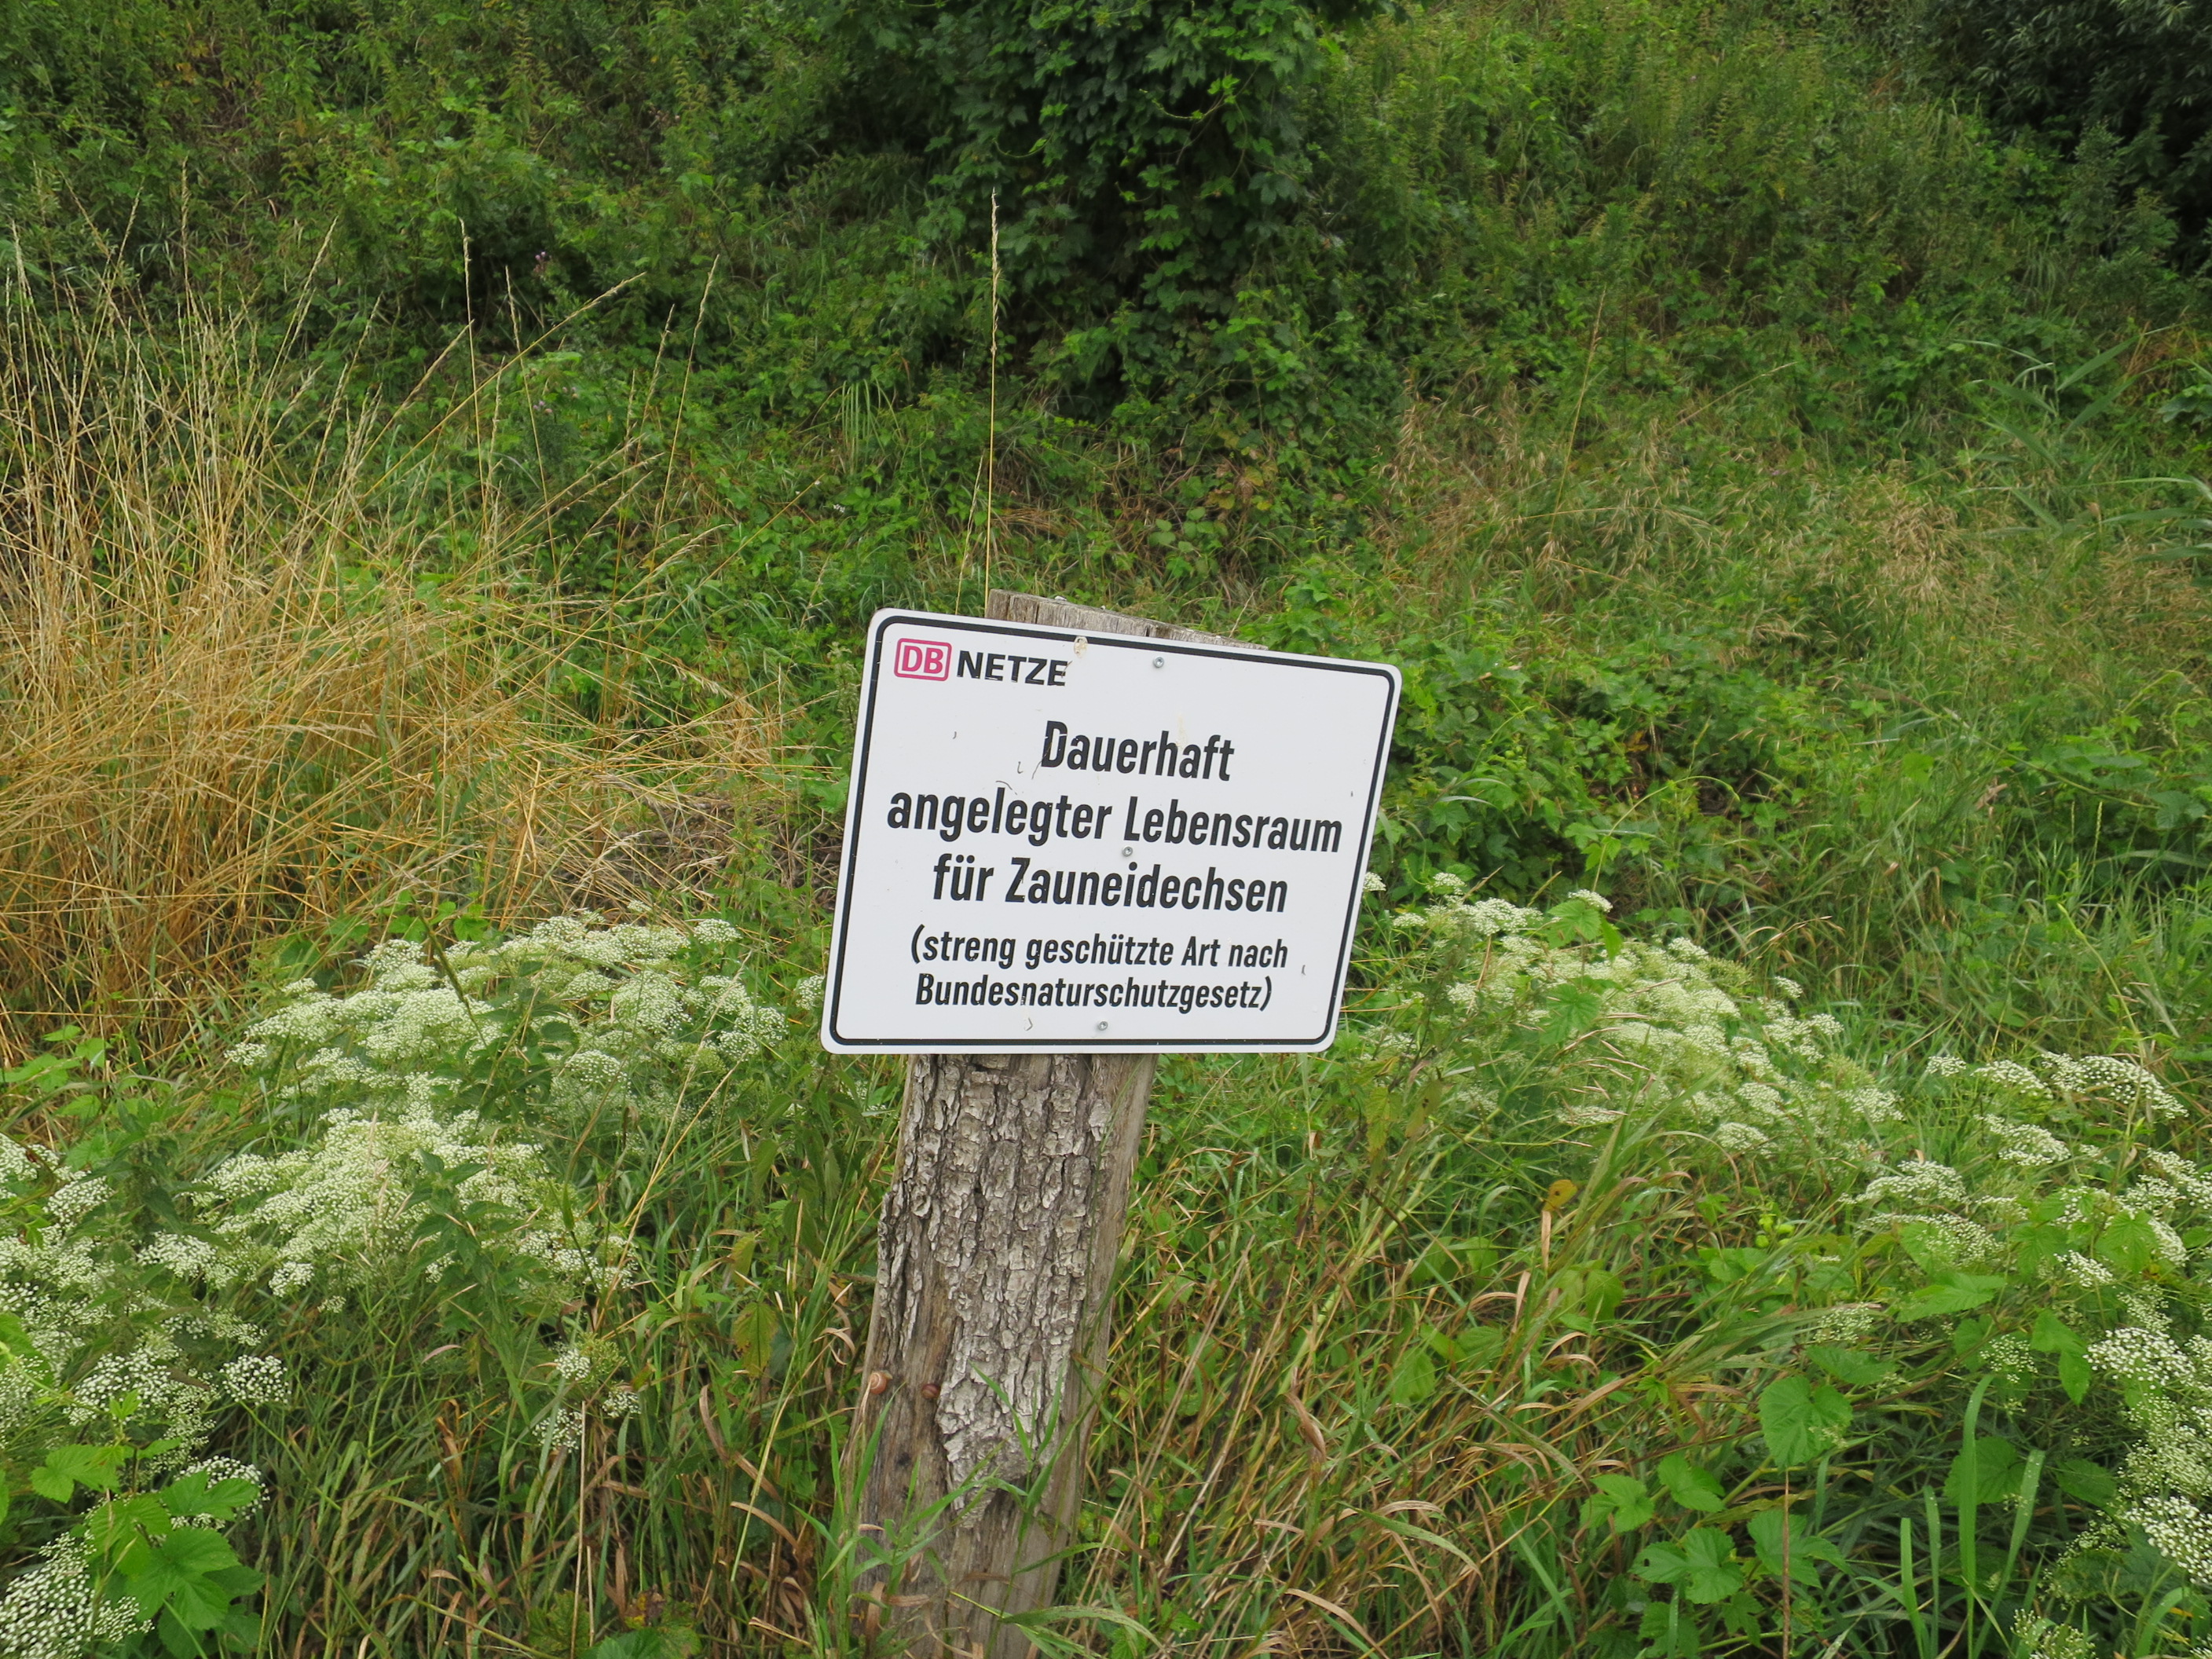 DB NETZE
Dauerhaft
angelegter Lebensraum
für Zauneidechsen
(streng geschützte Art nach
Bundesnaturschutzgesetz)